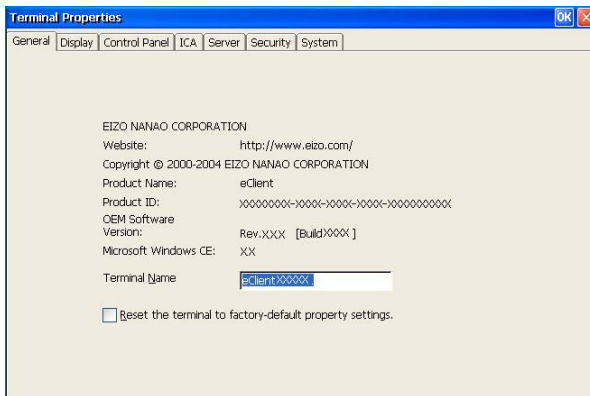 Terminal Properties OK
General Display Control Panel ICA Server Security System
EIZO NANAO CORPORATION
Website: http://www.eizo.com/
Copyright © 2000-2004 EIZO NANAO CORPORATION
Product Name: eClient
Product ID: XXXXXXXX-XXXX-XXXX-XXXX-XXXXXXXXXX
OEM Software
Version: Rev.XXX [BuildXXXX ]
Microsoft Windows CE: XX
Terminal Name eClientXXXXX
Reset the terminal to factory-default property settings.